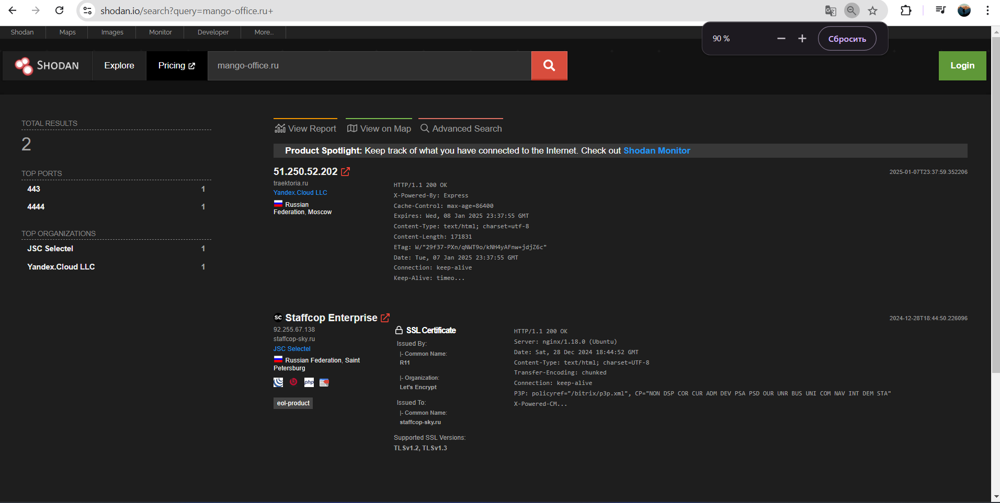 shodan.io/search?query=mango-office.ru+
Shodan
Maps
Images
Monitor
Developer
More...
90 %
Сбросить
SHODAN
Explore
Pricing
mango-office.ru
Login
TOTAL RESULTS
2
TOP PORTS
443 1
4444 1
TOP ORGANIZATIONS
JSC Selectel 1
Yandex.Cloud LLC 1
View Report
View on Map
Advanced Search
Product Spotlight: Keep track of what you have connected to the Internet. Check out Shodan Monitor
51.250.52.202
2025-01-07T23:37:59.352206
traektoria.ru
Yandex.Cloud LLC
Russian
Federation, Moscow
HTTP/1.1 200 OK
X-Powered-By: Express
Cache-Control: max-age=86400
Expires: Wed, 08 Jan 2025 23:37:55 GMT
Content-Type: text/html; charset=utf-8
Content-Length: 171831
ETag: W/"29f37-PXn/qNWT9o/kNH4yAFnw+jdjZ6c"
Date: Tue, 07 Jan 2025 23:37:55 GMT
Connection: keep-alive
Keep-Alive: timeo...
SC Staffcop Enterprise
2024-12-28T18:44:50.226096
92.255.67.138
staffcop-sky.ru
JSC Selectel
Russian Federation, Saint
Petersburg
php
eol-product
SSL Certificate
Issued By:
|- Common Name:
R11
|- Organization:
Let's Encrypt
Issued To:
|- Common Name:
staffcop-sky.ru
Supported SSL Versions:
TLSv1.2, TLSv1.3
HTTP/1.1 200 OK
Server: nginx/1.18.0 (Ubuntu)
Date: Sat, 28 Dec 2024 18:44:52 GMT
Content-Type: text/html; charset=UTF-8
Transfer-Encoding: chunked
Connection: keep-alive
P3P: policyref="/bitrix/p3p.xml", CP="NON DSP COR CUR ADM DEV PSA PSD OUR UNR BUS UNI COM NAV INT DEM STA"
X-Powered-CM...